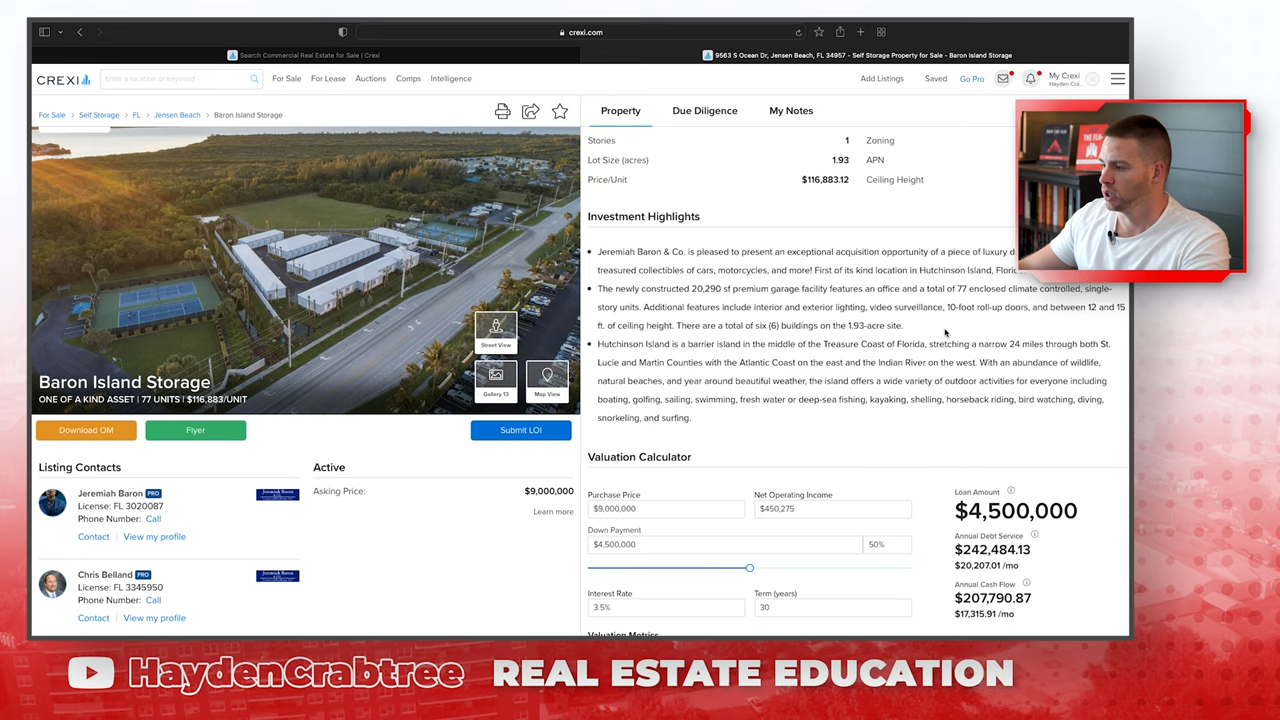 crexi.com
Search Commercial Real Estate for Sale | Crexi
9563 S Ocean Dr, Jensen Beach, FL 34957 - Self Storage Property for Sale - Baron Island Storage
CREXI
Enter a location or keyword
For Sale
For Lease
Auctions
Comps
Intelligence
Add Listings
Saved
Go Pro
My Crexi
Hayden Cra...
For Sale > Self Storage > FL > Jensen Beach > Baron Island Storage
Property
Due Diligence
My Notes
Stories 1 Zoning
Lot Size (acres) 1.93 APN
Price/Unit $116,883.12 Ceiling Height
Investment Highlights
Jeremiah Baron & Co. is pleased to present an exceptional acquisition opportunity of a piece of luxury
treasured collectibles of cars, motorcycles, and more! First of its kind location in Hutchinson Island,
The newly constructed 20,290 sf premium garage facility features an office and a total of 77 enclosed climate controlled, single-
story units. Additional features include interior and exterior lighting, video surveillance, 10-foot roll-up doors, and between 12 and 15
ft. of ceiling height. There are a total of six (6) buildings on the 1.93-acre site.
Hutchinson Island is a barrier island in the middle of the Treasure Coast of Florida, stretching a narrow 24 miles through both St.
Lucie and Martin Counties with the Atlantic Coast on the east and the Indian River on the west. With an abundance of wildlife,
natural beaches, and year around beautiful weather, the island offers a wide variety of outdoor activities for everyone including
boating, golfing, sailing, swimming, fresh water or deep-sea fishing, kayaking, shelling, horseback riding, bird watching, diving,
snorkeling, and surfing.
Street View
Gallery 13
Map View
Baron Island Storage
ONE OF A KIND ASSET | 77 UNITS | $116,883/UNIT
Download OM
Flyer
Submit LOI
Listing Contacts
Jeremiah Baron PRO
License: FL 3020087
Phone Number: Call
Contact | View my profile
Chris Belland PRO
License: FL 3345950
Phone Number: Call
Contact | View my profile
Active
Asking Price: $9,000,000
Learn more
Valuation Calculator
Purchase Price
$9,000,000
Net Operating Income
$450,275
Down Payment
$4,500,000
50%
Interest Rate
3.5%
Term (years)
30
Valuation Metrics
Loan Amount
$4,500,000
Annual Debt Service
$242,484.13
$20,207.01 /mo
Annual Cash Flow
$207,790.87
$17,315.91 /mo
HaydenCrabtree
REAL ESTATE EDUCATION